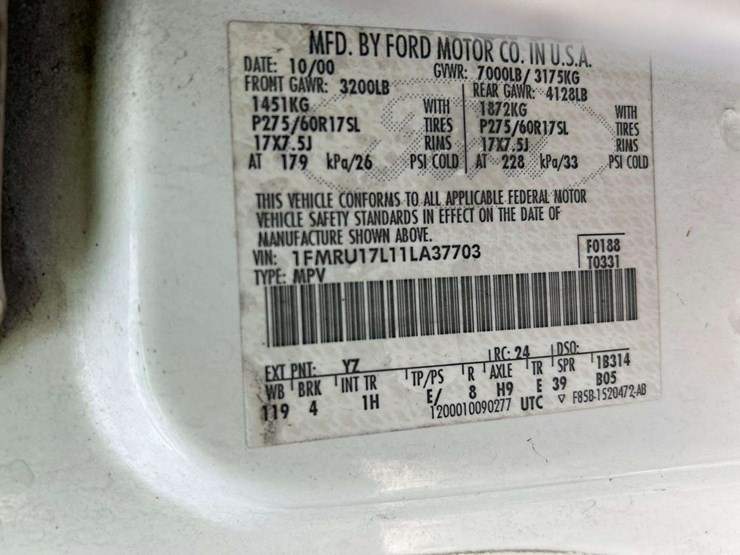 MFD. BY FORD MOTOR CO. IN U.S.A.
DATE: 10/00 GVWR: 7000LB/ 3175KG
FRONT GAWR: 3200LB REAR GAWR: 4128LB
1451KG WITH 1872KG WITH
P275/60R17SL TIRES P275/60R17SL TIRES
17X7.5J RIMS 17X7.5J RIMS
AT 179 kPa/26 PSI COLD AT 228 kPa/33 PSI COLD
THIS VEHICLE CONFORMS TO ALL APPLICABLE FEDERAL MOTOR
VEHICLE SAFETY STANDARDS IN EFFECT ON THE DATE OF
MANUFACTURE SHOWN ABOVE.
VIN: 1FMRU17L11LA37703 F0188
TYPE: MPV T0331
EXT PNT: YZ RC: 24 DSO:
WB BRK INT TR TP/PS R AXLE TR SPR 1B314
119 4 1H E/ 8 H9 E 39 B05
1200010090277 UTC ▽ F85B-1520472-AB